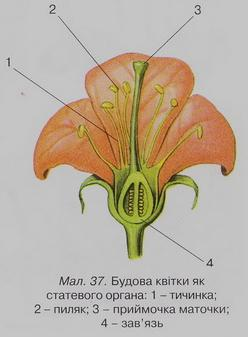 2
3
1
4
Мал. 37. Будова квітки як
статевого органа: 1 – тичинка;
2 – пиляк; 3 – приймочка маточки;
4 – зав'язь